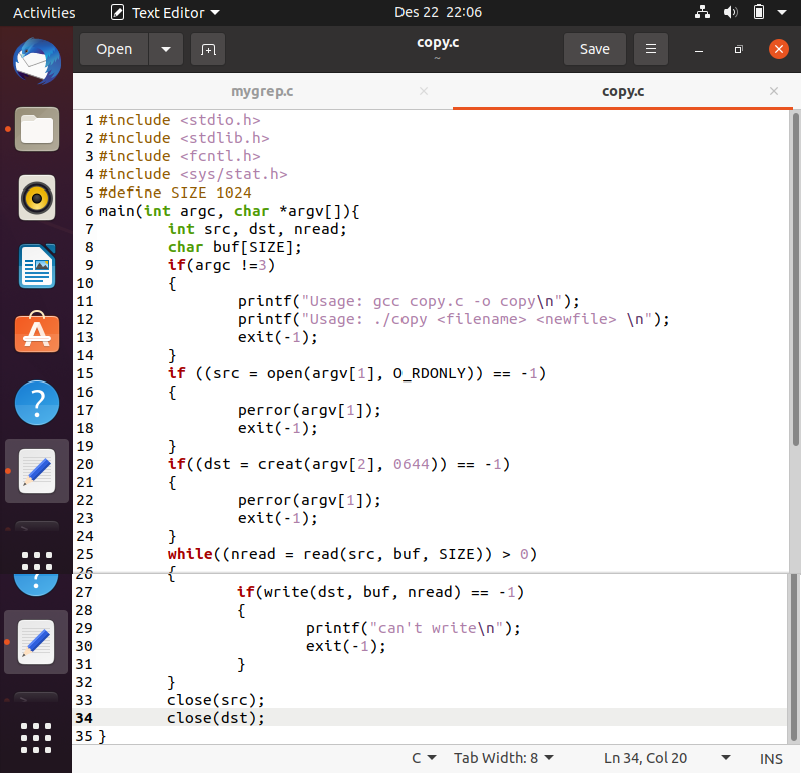 Activities Text Editor Des 22 22:06
Open copy.c Save
~
mygrep.c × copy.c ×
1 #include <stdio.h>
2 #include <stdlib.h>
3 #include <fcntl.h>
4 #include <sys/stat.h>
5 #define SIZE 1024
6 main(int argc, char *argv[]){
7 int src, dst, nread;
8 char buf[SIZE];
9 if(argc !=3)
10 {
11 printf("Usage: gcc copy.c -o copy\n");
12 printf("Usage: ./copy <filename> <newfile> \n");
13 exit(-1);
14 }
15 if ((src = open(argv[1], O_RDONLY)) == -1)
16 {
17 perror(argv[1]);
18 exit(-1);
19 }
20 if((dst = creat(argv[2], 0644)) == -1)
21 {
22 perror(argv[1]);
23 exit(-1);
24 }
25 while((nread = read(src, buf, SIZE)) > 0)
26 {
27 if(write(dst, buf, nread) == -1)
28 {
29 printf("can't write\n");
30 exit(-1);
31 }
32 }
33 close(src);
34 close(dst);
35 }
C Tab Width: 8 Ln 34, Col 20 INS